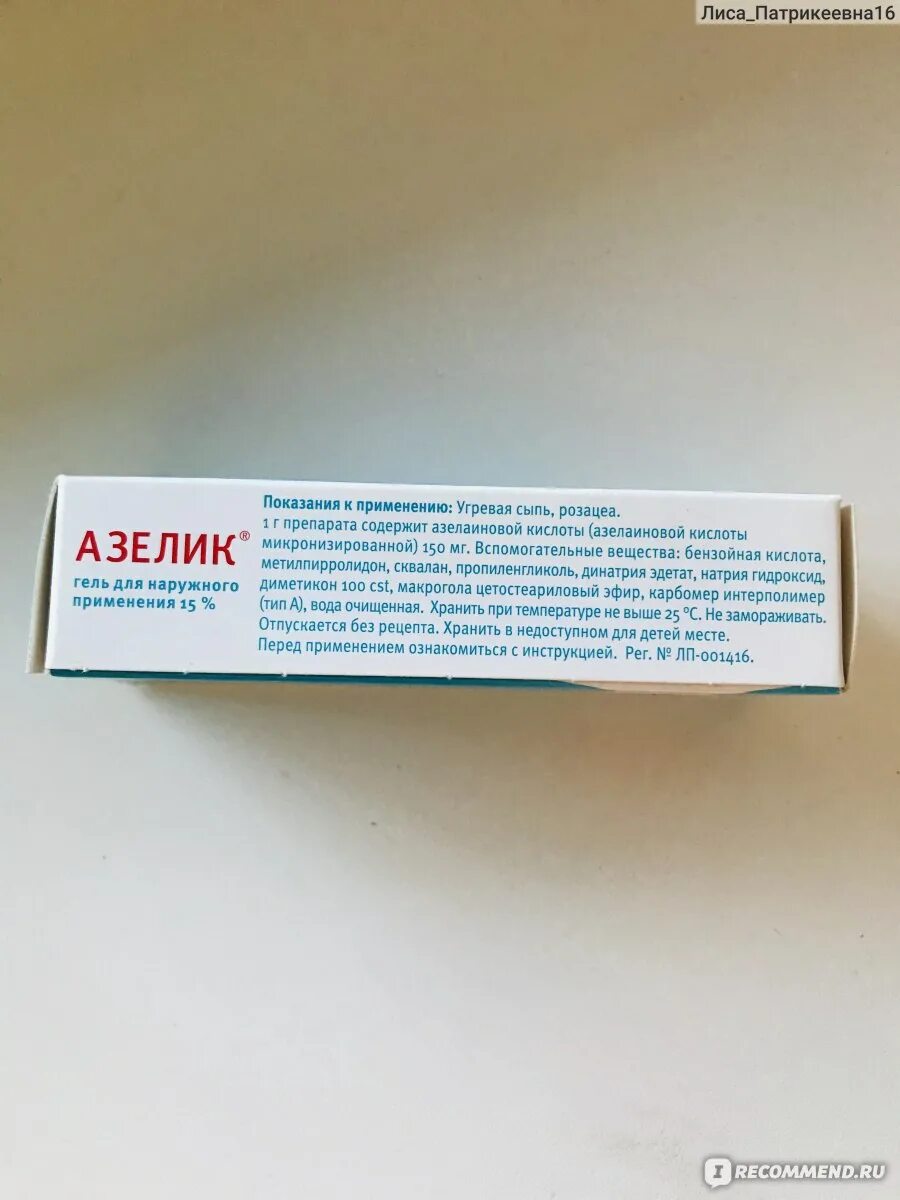 Лиса_Патрикеевна16
АЗЕЛИК®
гель для наружного
применения 15 %
Показания к применению: Угревая сыпь, розацеа.
1 г препарата содержит азелаиновой кислоты (азелаиновой кислоты
микронизированной) 150 мг. Вспомогательные вещества: бензойная кислота,
метилпирролидон, сквалан, пропиленгликоль, динатрия эдетат, натрия гидроксид,
диметикон 100 cst, макрогола цетостеариловый эфир, карбомер интерполимер
(тип А), вода очищенная. Хранить при температуре не выше 25 °С. Не замораживать.
Отпускается без рецепта. Хранить в недоступном для детей месте.
Перед применением ознакомиться с инструкцией. Рег. № ЛП-001416.
I RECOMMEND.RU